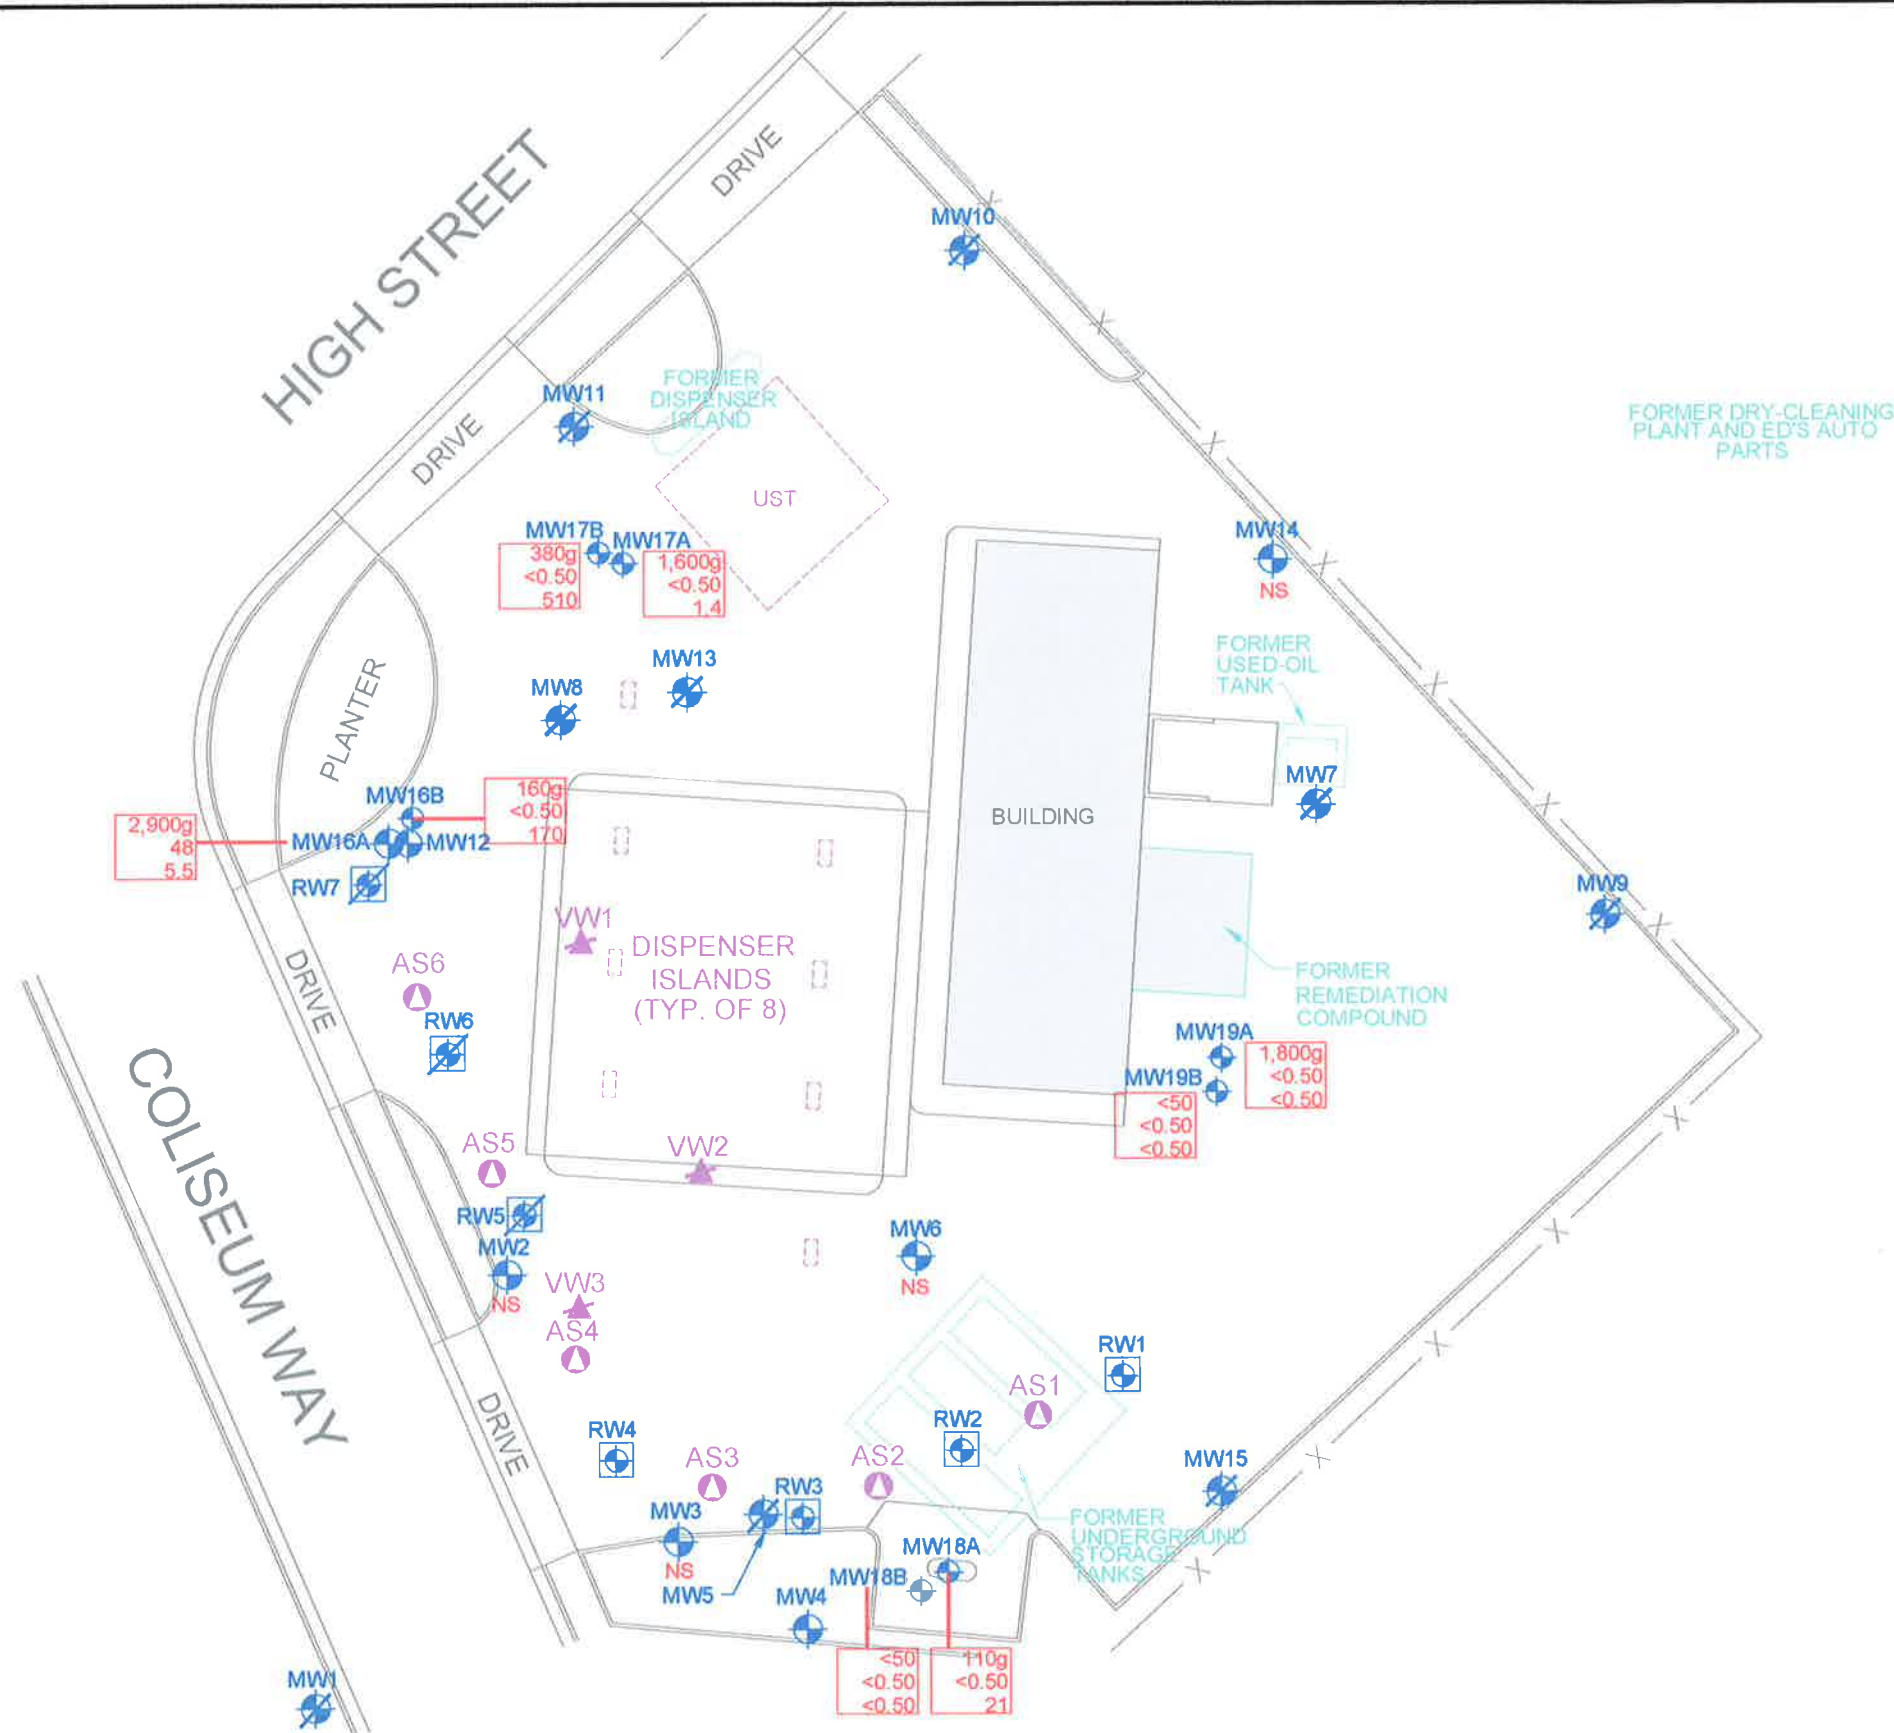 DRIVE
HIGH STREET
MW10
MW11
FORMER
DISPENSER
ISLAND
DRIVE
FORMER DRY-CLEANING
PLANT AND ED'S AUTO
PARTS
UST
MW17B
MW17A
380g
<0.50
510
1,600g
<0.50
1.4
MW14
NS
FORMER
USED-OIL
TANK
MW13
MW8
PLANTER
MW7
MW16B
160g
<0.50
170
2,900g
48
5.5
MW16A
MW12
RW7
BUILDING
MW9
VW1
DISPENSER
ISLANDS
(TYP. OF 8)
AS6
DRIVE
RW6
FORMER
REMEDIATION
COMPOUND
MW19A
1,800g
<0.50
<0.50
MW19B
<50
<0.50
<0.50
COLISEUM WAY
AS5
VW2
RW5
MW2
NS
MW6
NS
VW3
AS4
RW1
AS1
DRIVE
RW4
RW2
AS3
AS2
MW15
RW3
MW3
NS
MW5
FORMER
UNDERGROUND
STORAGE
TANKS
MW18A
MW18B
MW4
<50
<0.50
<0.50
110g
<0.50
21
MW1
X
X
X
X
X
X
X
X
X
X
X
X